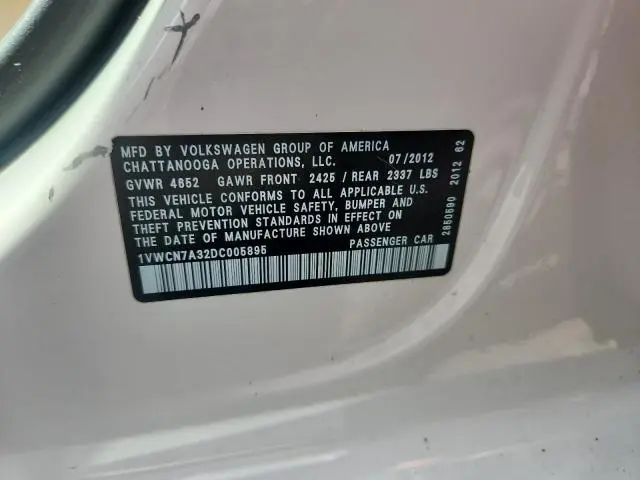 MFD BY VOLKSWAGEN GROUP OF AMERICA
CHATTANOOGA OPERATIONS, LLC. 07/2012
GVWR 4652 GAWR FRONT 2425 / REAR 2337 LBS
THIS VEHICLE CONFORMS TO ALL APPLICABLE U.S.
FEDERAL MOTOR VEHICLE SAFETY, BUMPER AND
THEFT PREVENTION STANDARDS IN EFFECT ON
THE DATE OF MANUFACTURE SHOWN ABOVE
1VWCN7A32DC005895 PASSENGER CAR
2850590 2012 62